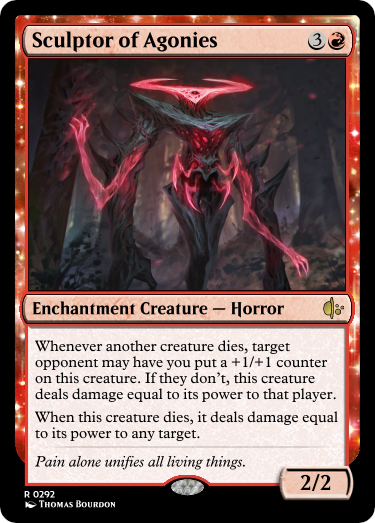 Sculptor of Agonies 3
Enchantment Creature — Horror
Whenever another creature dies, target
opponent may have you put a +1/+1 counter
on this creature. If they don't, this creature
deals damage equal to its power to that player.
When this creature dies, it deals damage equal
to its power to any target.
Pain alone unifies all living things.
2/2
R 0292
Thomas Bourdon